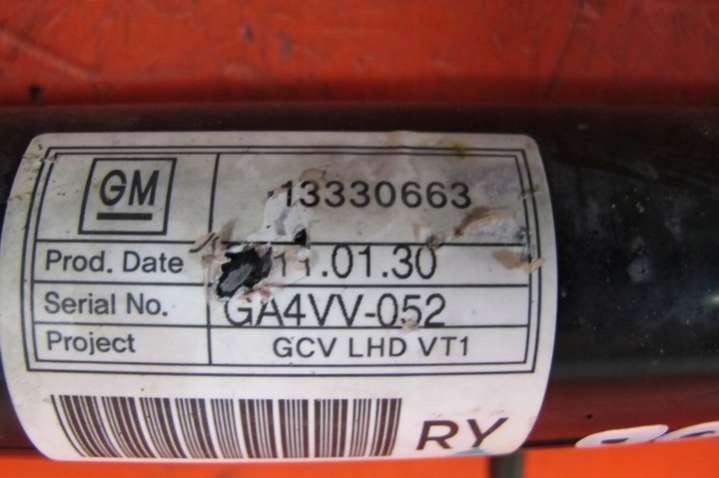 GM 13330663
Prod. Date 11.01.30
Serial No. GA4VV-052
Project GCV LHD VT1
RY